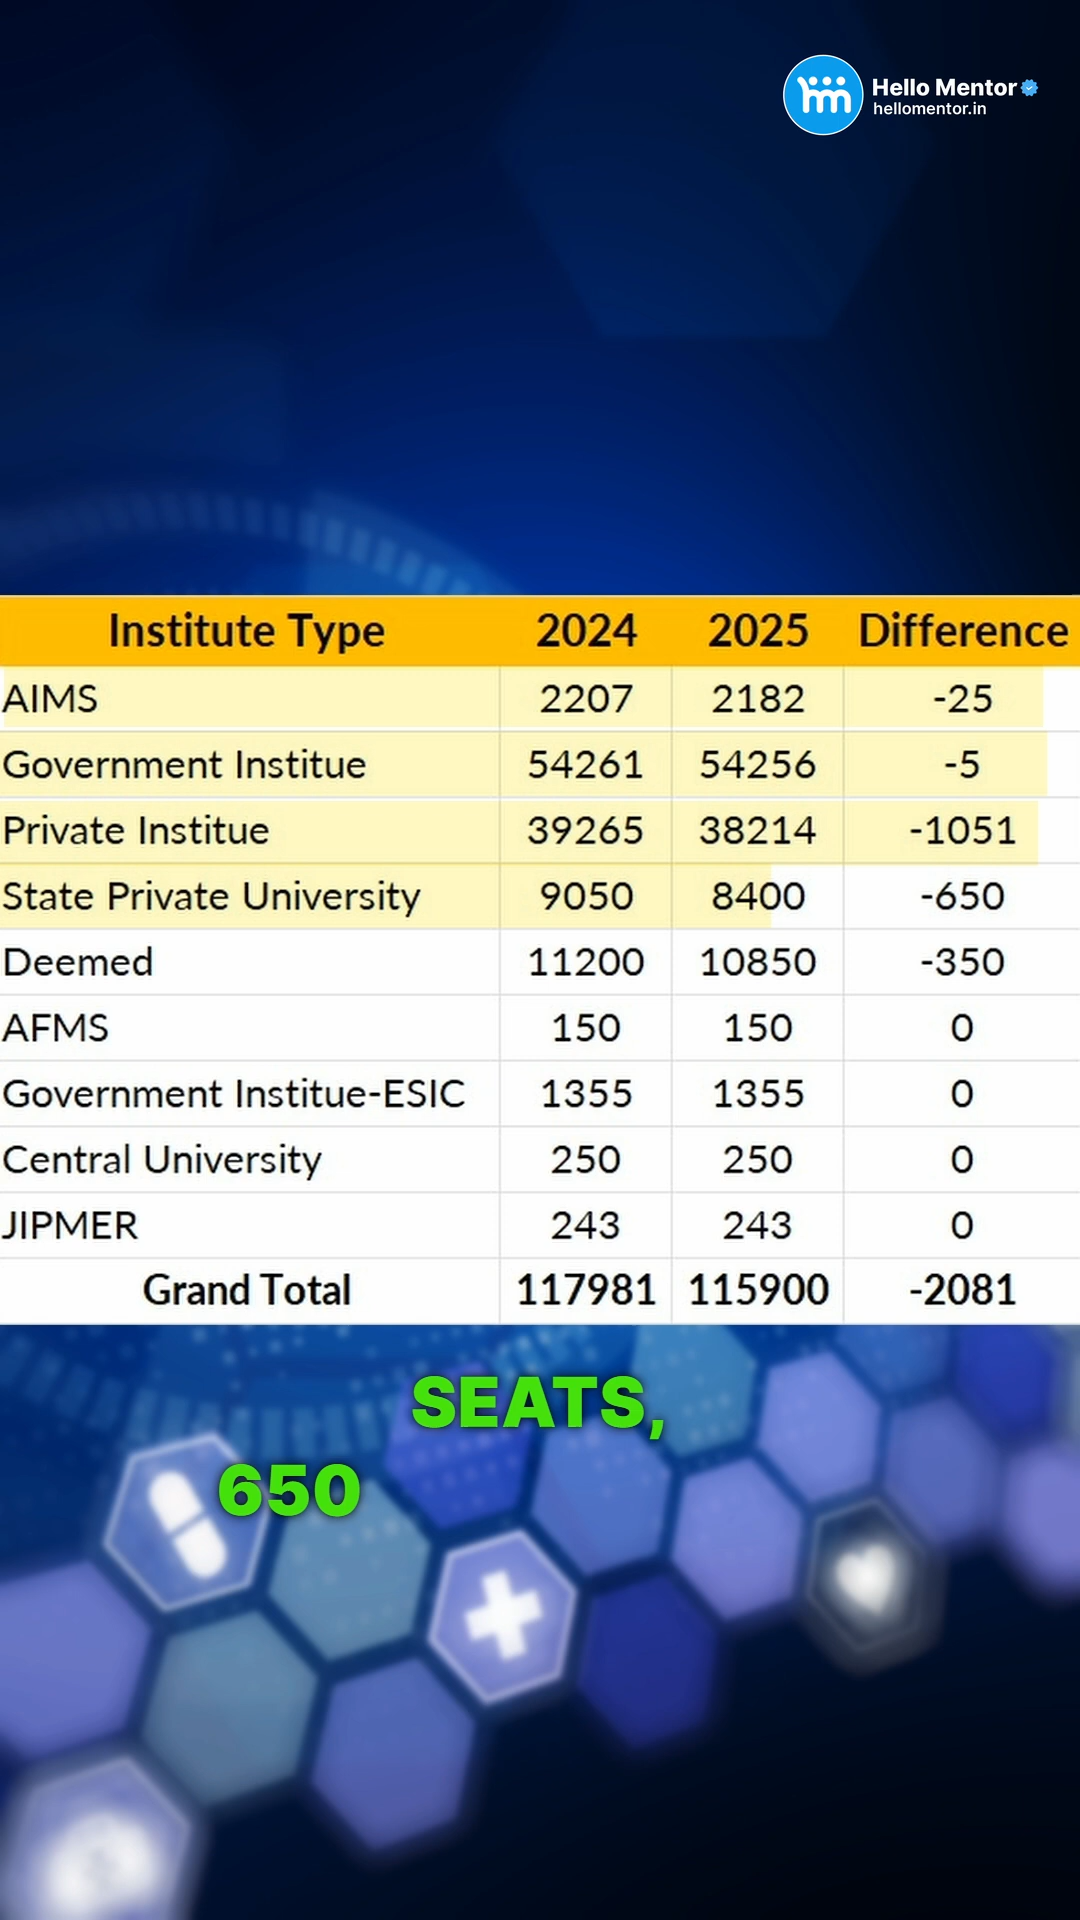 Hello Mentor
hellomentor.in
Institute Type 2024 2025 Difference
AIMS 2207 2182 -25
Government Institue 54261 54256 -5
Private Institue 39265 38214 -1051
State Private University 9050 8400 -650
Deemed 11200 10850 -350
AFMS 150 150 0
Government Institue-ESIC 1355 1355 0
Central University 250 250 0
JIPMER 243 243 0
Grand Total 117981 115900 -2081
SEATS,
650